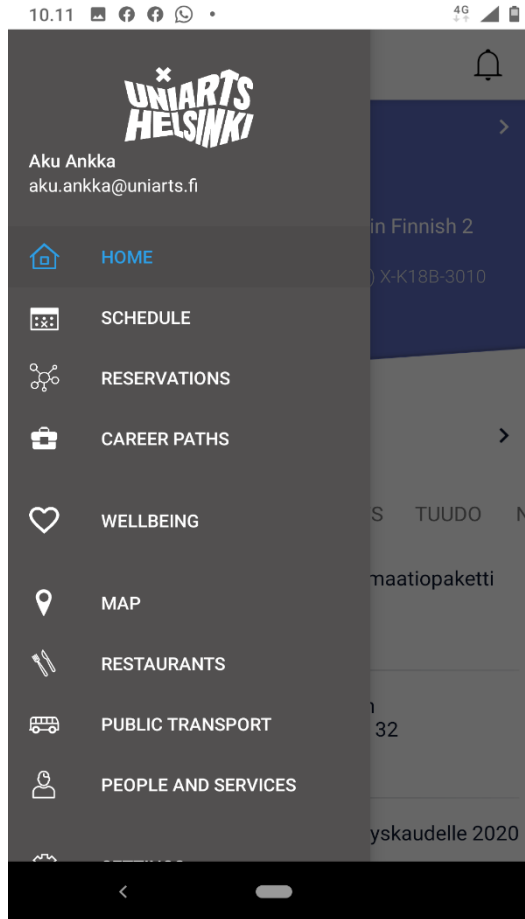 10.11
4G
UNIARTS
HELSINKI
Aku Ankka
aku.ankka@uniarts.fi
in Finnish 2
HOME
) X-K18B-3010
SCHEDULE
RESERVATIONS
CAREER PATHS
WELLBEING
S TUUDO N
maatiopaketti
MAP
RESTAURANTS
PUBLIC TRANSPORT
32
PEOPLE AND SERVICES
yskaudelle 2020
SETTINGS